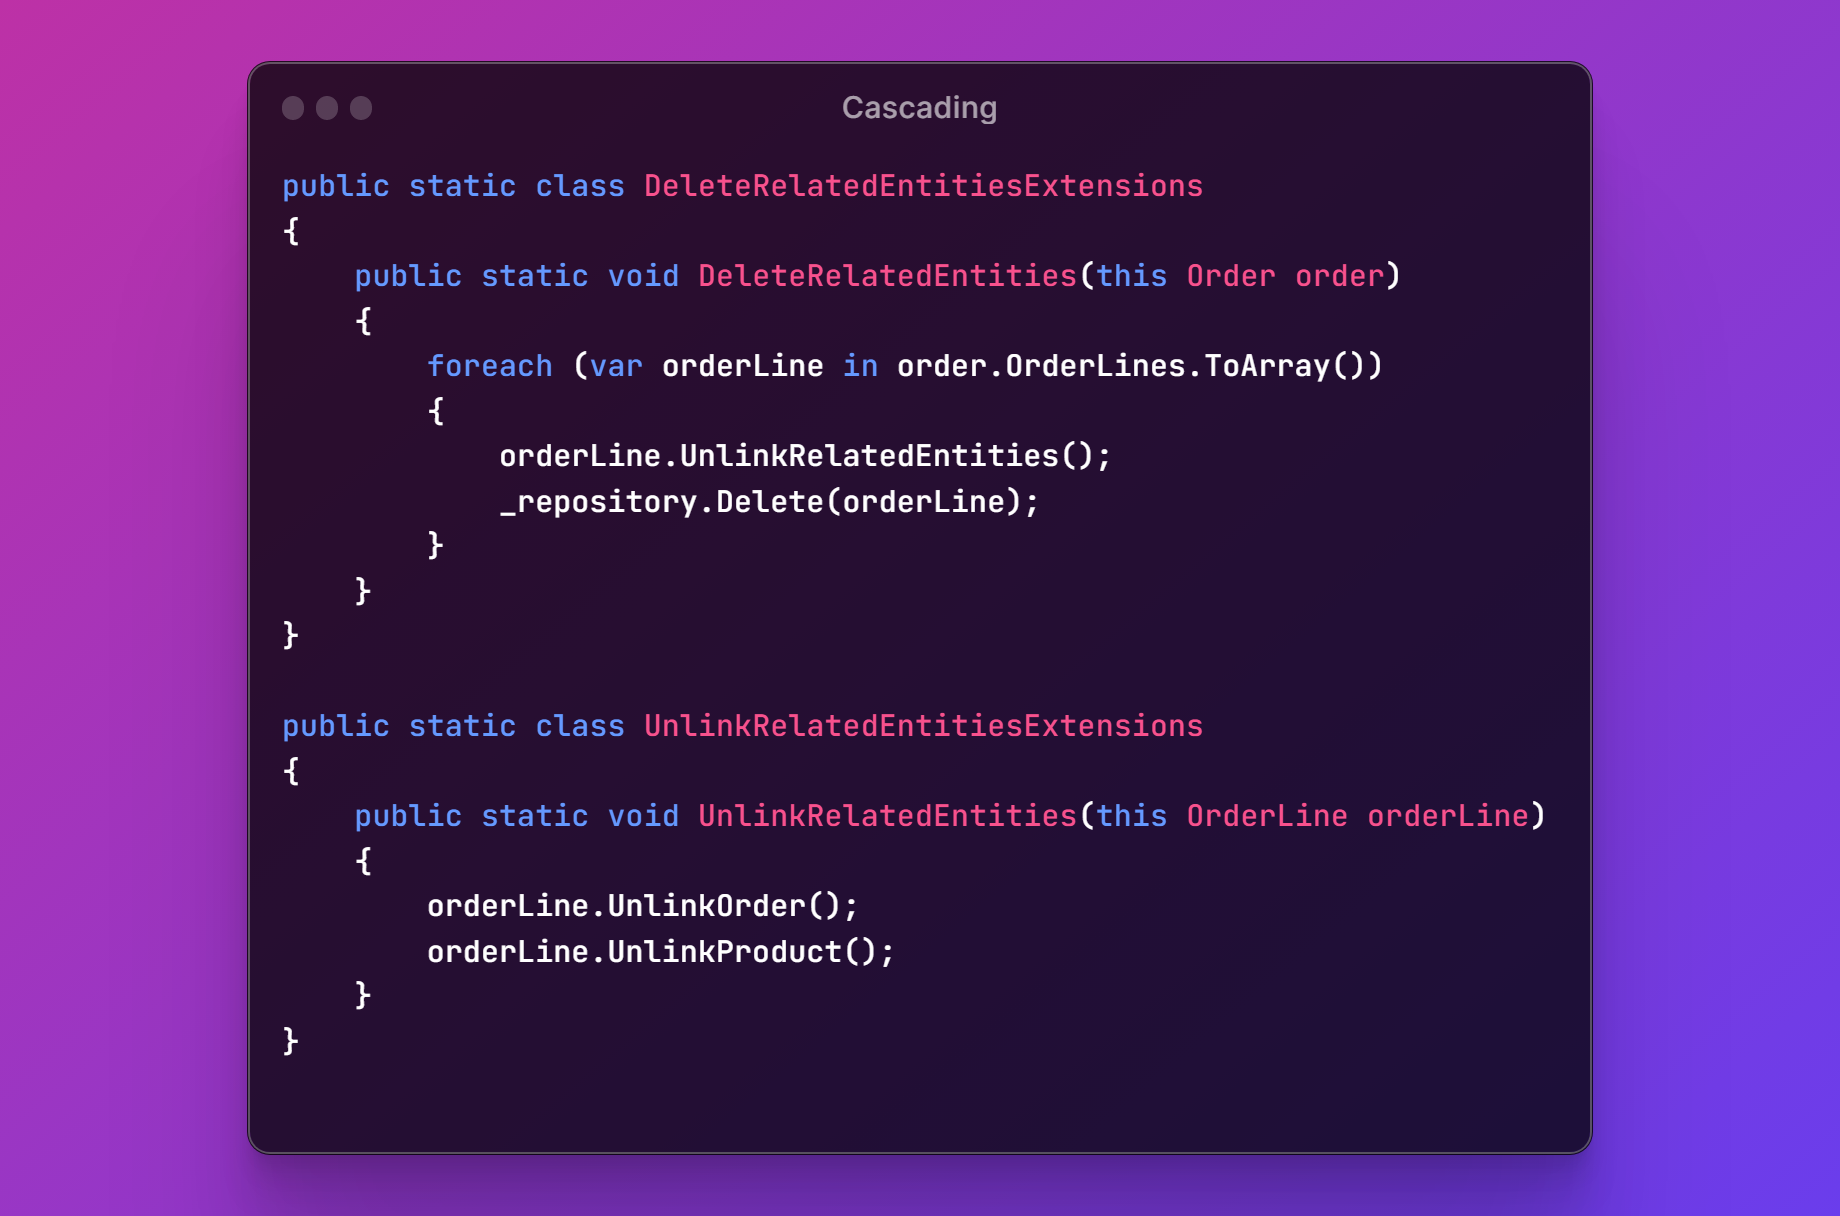 Cascading
public static class DeleteRelatedEntitiesExtensions
{
    public static void DeleteRelatedEntities(this Order order)
    {
        foreach (var orderLine in order.OrderLines.ToArray())
        {
            orderLine.UnlinkRelatedEntities();
            _repository.Delete(orderLine);
        }
    }
}

public static class UnlinkRelatedEntitiesExtensions
{
    public static void UnlinkRelatedEntities(this OrderLine orderLine)
    {
        orderLine.UnlinkOrder();
        orderLine.UnlinkProduct();
    }
}